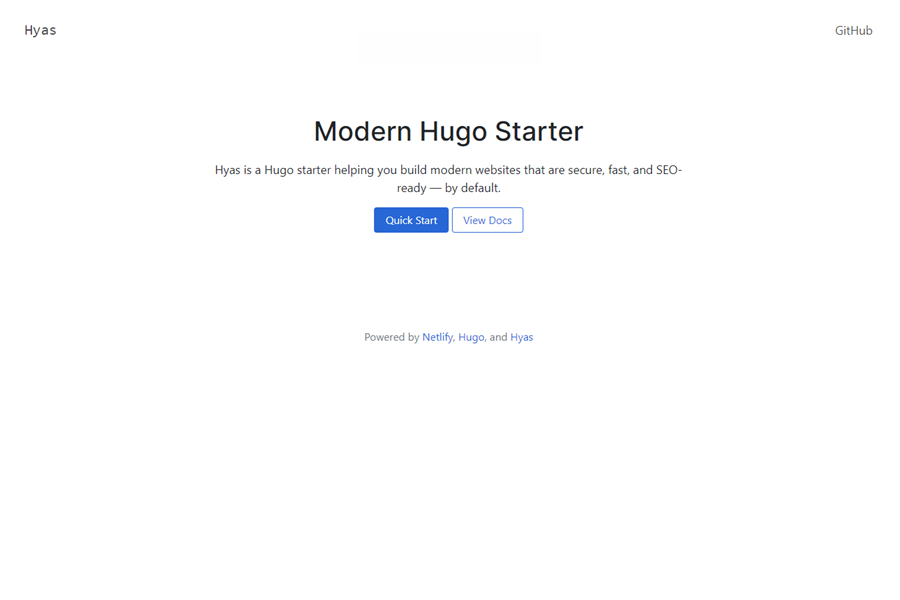 Hyas
GitHub
Modern Hugo Starter
Hyas is a Hugo starter helping you build modern websites that are secure, fast, and SEO-
ready — by default.
Quick Start
View Docs
Powered by Netlify, Hugo, and Hyas